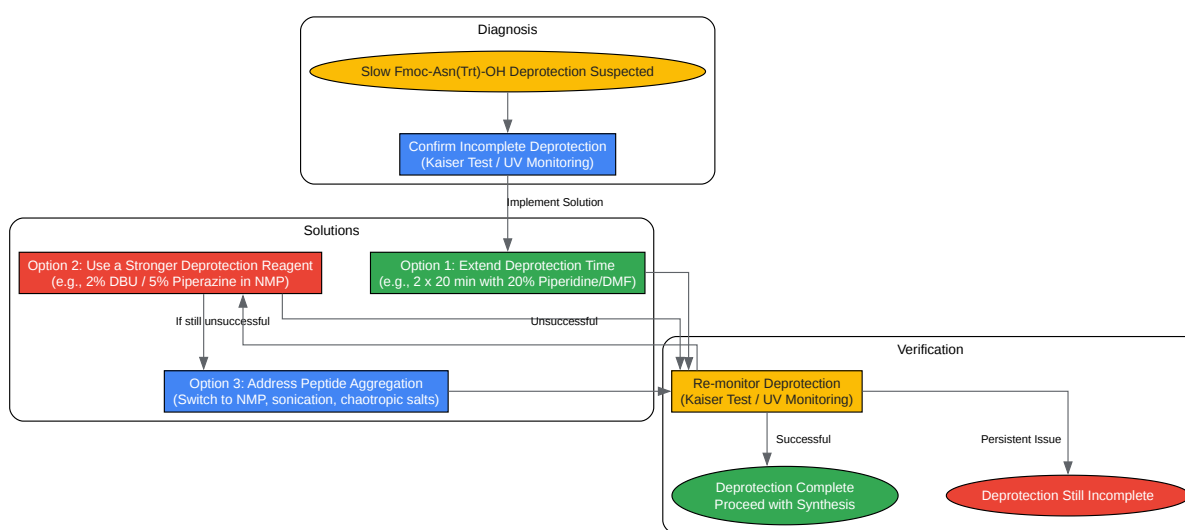 Diagnosis
Slow Fmoc-Asn(Trt)-OH Deprotection Suspected
Confirm Incomplete Deprotection
(Kaiser Test / UV Monitoring)
Implement Solution
Solutions
Option 2: Use a Stronger Deprotection Reagent
(e.g., 2% DBU / 5% Piperazine in NMP)
Option 1: Extend Deprotection Time
(e.g., 2 x 20 min with 20% Piperidine/DMF)
If still unsuccessful
Unsuccessful
Verification
Option 3: Address Peptide Aggregation
(Switch to NMP, sonication, chaotropic salts)
Re-monitor Deprotection
(Kaiser Test / UV Monitoring)
Successful
Persistent Issue
Deprotection Complete
Proceed with Synthesis
Deprotection Still Incomplete